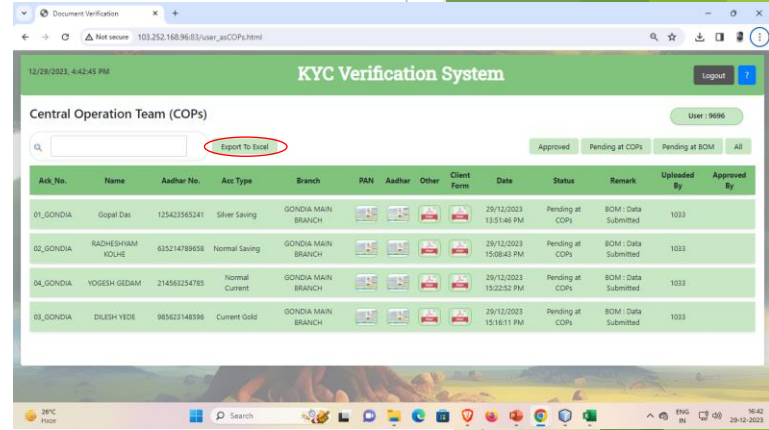 Document Verification
Not secure 103.252.168.96:83/user_asCOPs.html
12/29/2023, 4:42:45 PM
KYC Verification System
Logout ?
Central Operation Team (COPs)
User : 9696
Export To Excel
Approved Pending at COPs Pending at BOM All
Ack_No. Name Aadhar No. Acc Type Branch PAN Aadhar Other Client Form Date Status Remark Uploaded By Approved By
01_GONDIA Gopal Das 125423565241 Silver Saving GONDIA MAIN BRANCH 29/12/2023 13:51:46 PM Pending at COPs BOM : Data Submitted 1033
02_GONDIA RADHESHYAM KOLHE 635214789658 Normal Saving GONDIA MAIN BRANCH 29/12/2023 15:08:43 PM Pending at COPs BOM : Data Submitted 1033
04_GONDIA YOGESH GEDAM 214563254785 Normal Current GONDIA MAIN BRANCH 29/12/2023 15:22:52 PM Pending at COPs BOM : Data Submitted 1033
03_GONDIA DILESH YEDE 985623148596 Current Gold GONDIA MAIN BRANCH 29/12/2023 15:16:11 PM Pending at COPs BOM : Data Submitted 1033
26°C
Haze
Search
ENG
IN
16:42
29-12-2023